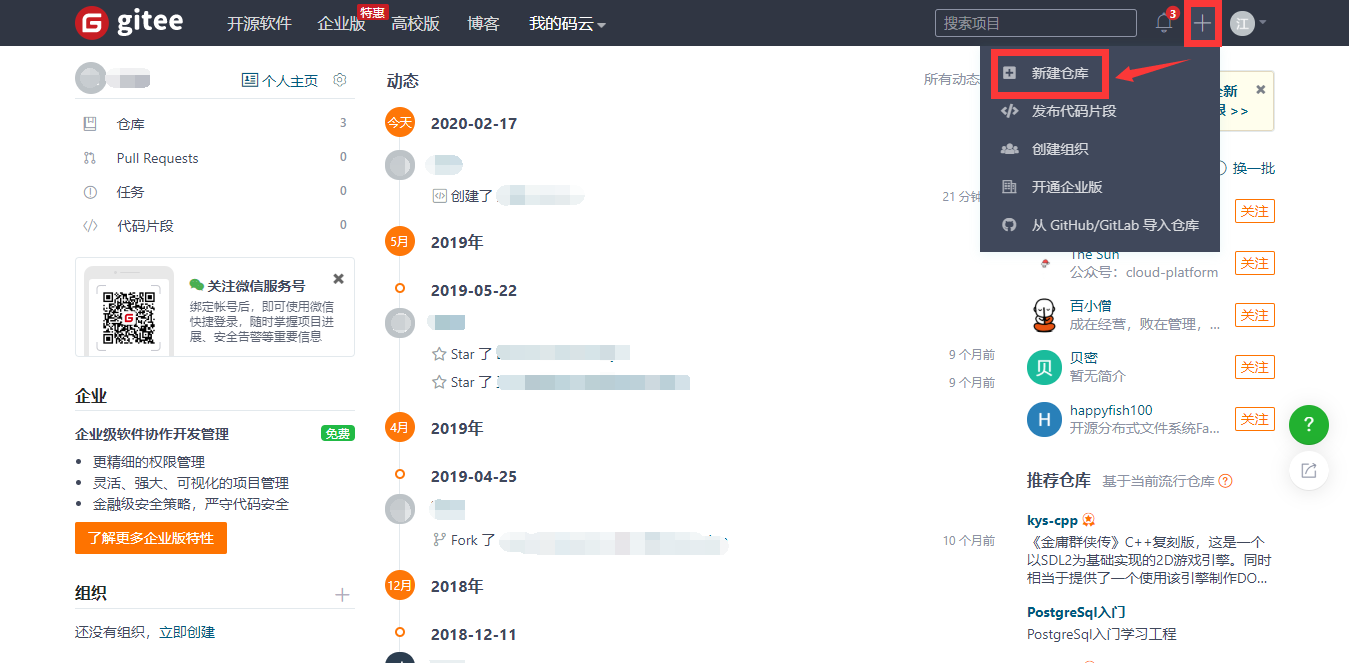 gitee
开源软件
企业版
特惠
高校版
博客
我的码云
搜索项目
3
江
新建仓库
发布代码片段
创建组织
开通企业版
从 GitHub/GitLab 导入仓库
个人主页
仓库 3
Pull Requests 0
任务 0
代码片段 0
关注微信服务号
绑定帐号后，即可使用微信
快捷登录，随时掌握项目进
展、安全告警等重要信息
企业
企业级软件协作开发管理 免费
更精细的权限管理
灵活、强大、可视化的项目管理
金融级安全策略，严守代码安全
了解更多企业版特性
组织
还没有组织，立即创建
动态
所有动态
今天 2020-02-17
创建了
21 分钟
5月 2019年
2019-05-22
Star 了
9 个月前
Star 了
9 个月前
4月 2019年
2019-04-25
Fork 了
10 个月前
12月 2018年
2018-12-11
全新
>>
换一批
关注
The Sun
公众号：cloud-platform
关注
百小僧
成在经营，败在管理，...
关注
贝
贝密
暂无简介
关注
H
happyfish100
开源分布式文件系统Fa...
关注
?
推荐仓库 基于当前流行仓库
kys-cpp
《金庸群侠传》C++复刻版，这是一个
以SDL2为基础实现的2D游戏引擎。同时
相当于提供了一个使用该引擎制作DO...
PostgreSql入门
PostgreSql入门学习工程